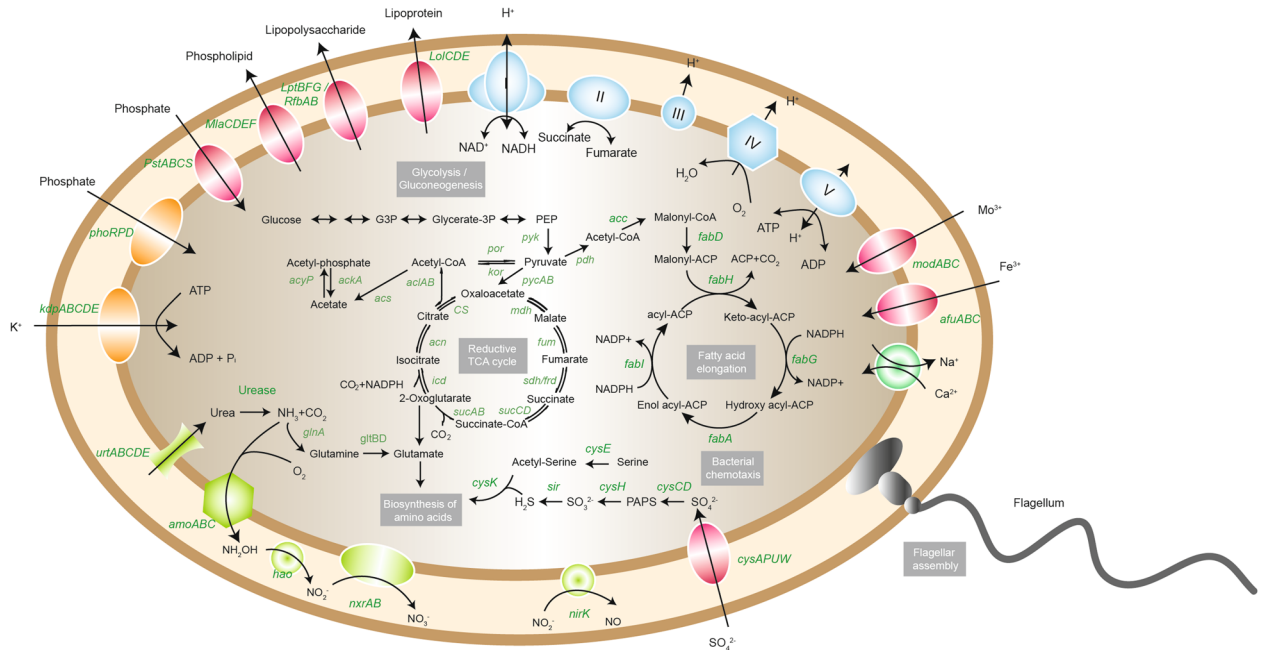 Lipoprotein
H⁺
Lipopolysaccharide
LolCDE
Phospholipid
LptBFG /
RfbAB
I
II
III
H⁺
IV
H⁺
V
Phosphate
MlaCDEF
Succinate
Fumarate
NAD⁺
NADH
PstABCS
Phosphate
Glycolysis /
Gluconeogenesis
H₂O
O₂
ATP
H⁺
ADP
Mo³⁺
phoRPD
Glucose
G3P
Glycerate-3P
PEP
acc
Malonyl-CoA
pyk
Acetyl-CoA
fabD
modABC
Fe³⁺
Acetyl-phosphate
Acetyl-CoA
por
kor
Pyruvate
pdh
Malonyl-ACP
ACP+CO₂
acyP
ackA
aclAB
pycAB
fabH
kdpABCDE
ATP
Acetate
acs
Oxaloacetate
K⁺
ADP + Pᵢ
Citrate
CS
mdh
Malate
acyl-ACP
Keto-acyl-ACP
afuABC
acn
fum
NADP+
NADPH
Isocitrate
Reductive
TCA cycle
Fumarate
fabI
Fatty acid
elongation
fabG
Na⁺
CO₂+NADPH
icd
sdh/frd
NADPH
NADP+
Ca²⁺
2-Oxoglutarate
Succinate
Enol acyl-ACP
Hydroxy acyl-ACP
Urease
Urea
NH₃+CO₂
sucAB
sucCD
CO₂
Succinate-CoA
fabA
glnA
gltBD
urtABCDE
Glutamine
Glutamate
O₂
cysE
Acetyl-Serine
Serine
Bacterial
chemotaxis
cysK
sir
cysH
cysCD
Biosynthesis of
amino acids
H₂S
SO₃²⁻
PAPS
SO₄²⁻
Flagellum
amoABC
NH₂OH
hao
NO₂⁻
nxrAB
NO₃⁻
NO₂⁻
nirK
NO
cysAPUW
Flagellar
assembly
SO₄²⁻